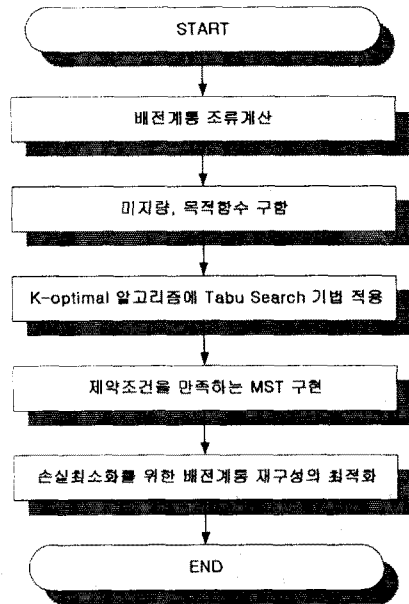 START
배전계통 조류계산
미지량, 목적함수 구함
K-optimal 알고리즘에 Tabu Search 기법 적용
제약조건을 만족하는 MST 구현
손실최소화를 위한 배전계통 재구성의 최적화
END